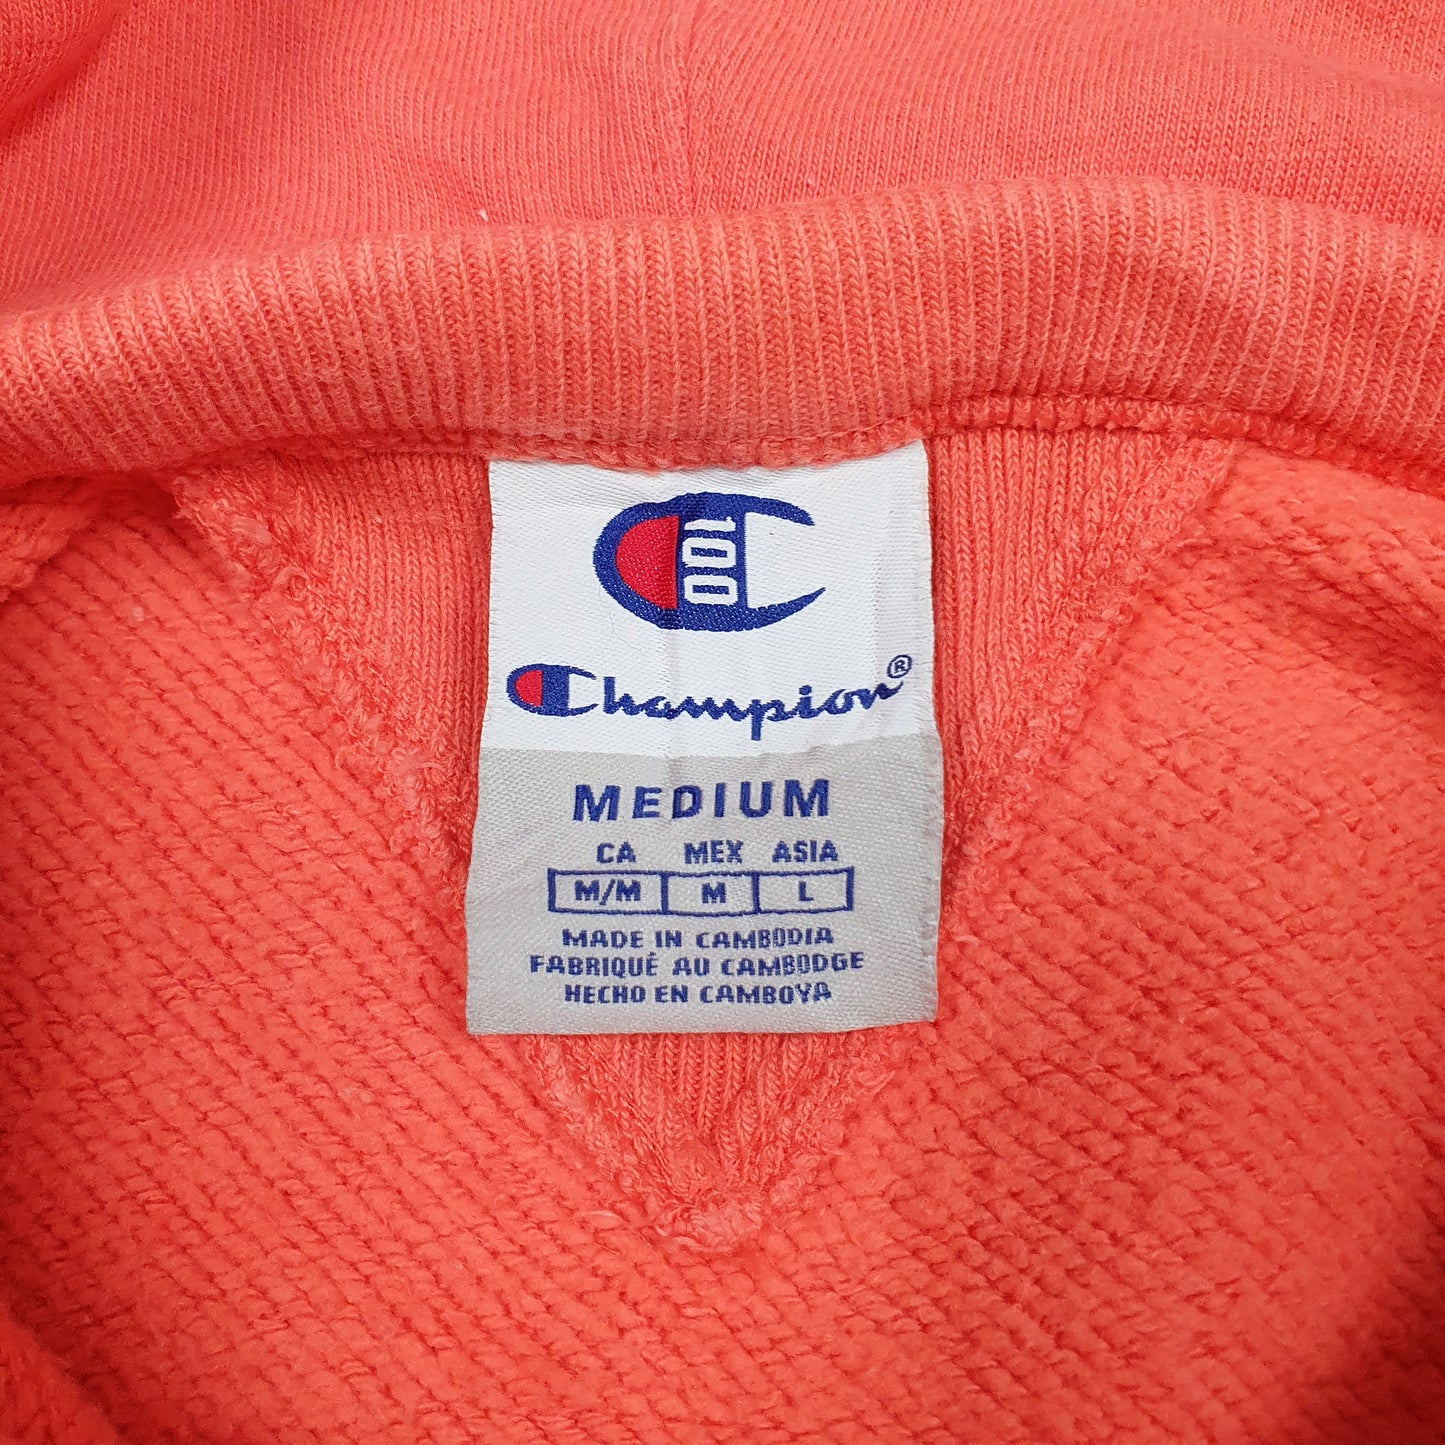 100
Champion®
MEDIUM
CA MEX ASIA
M/M M L
MADE IN CAMBODIA
FABRIQUÉ AU CAMBODGE
HECHO EN CAMBOYA